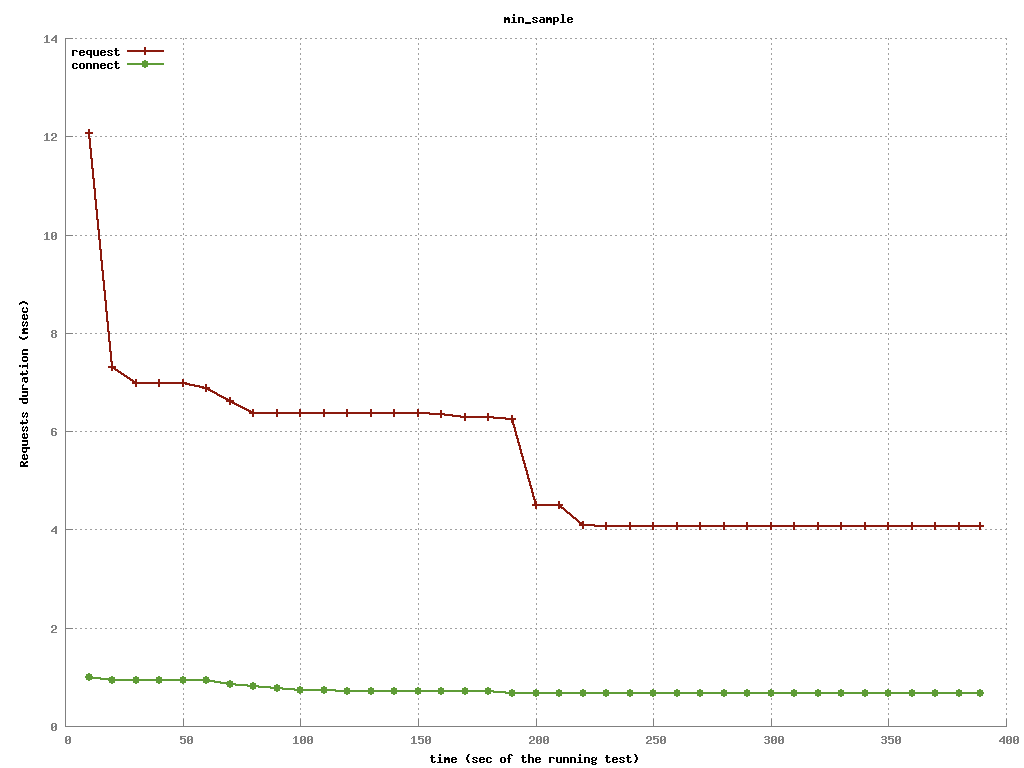 min_sample
14
request
connect
12
10
8
6
4
2
0
Requests duration (msec)
0 50 100 150 200 250 300 350 400
time (sec of the running test)